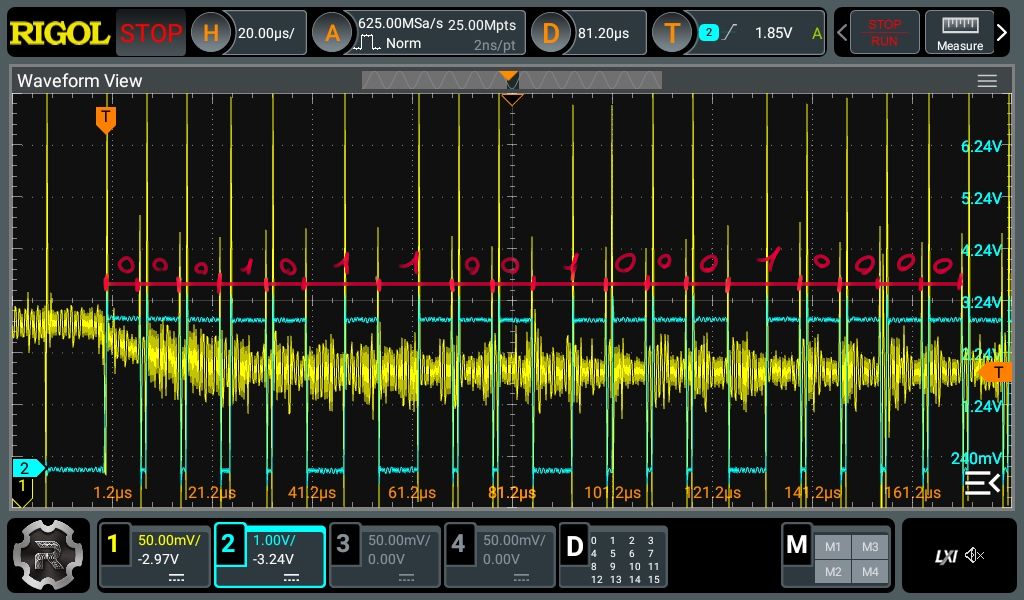 RIGOL STOP H 20.00µs/ A 625.00MSa/s 25.00Mpts Norm 2ns/pt D 81.20µs T 2 1.85V A STOP RUN Measure
Waveform View
T
6.24V
5.24V
4.24V
0 0 0 1 0 1 1 0 0 1 0 0 0 1 0 0 0 0
3:24V
2.24V
T
1.24V
2 240mV
1 1.2µs 21.2µs 41.2µs 61.2µs 81.2µs 101.2µs 121.2µs 141.2µs 161.2µs
R 1 50.00mV/ 2 1.00V/ 3 50.00mV/ 4 50.00mV/ D 0 1 2 3 M M1 M3 LXI
-2.97V -3.24V 0.00V 0.00V 4 5 6 7 M2 M4
8 9 10 11
12 13 14 15